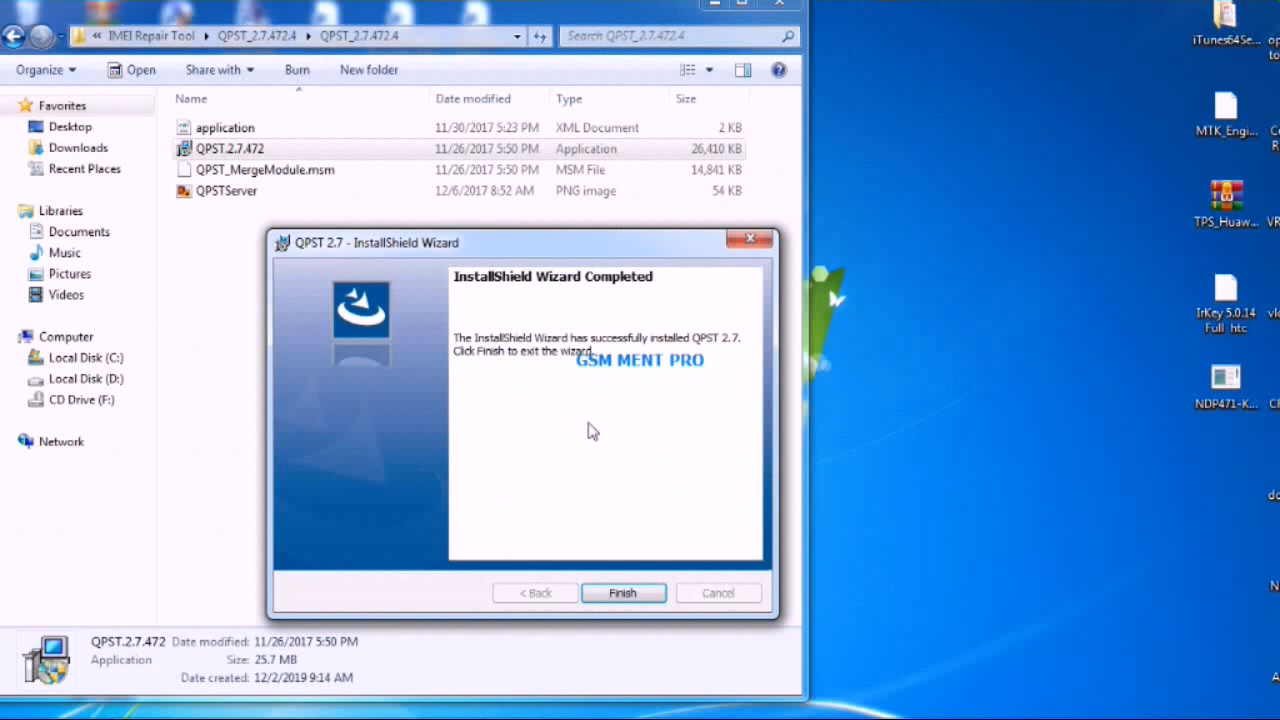 « IMEI Repair Tool ▸ QPST_2.7.472.4 ▸ QPST_2.7.472.4
Search QPST_2.7.472.4
Organize Open Share with Burn New folder
Name Date modified Type Size
application 11/30/2017 5:23 PM XML Document 2 KB
QPST.2.7.472 11/26/2017 5:50 PM Application 26,410 KB
QPST_MergeModule.msm 11/26/2017 5:50 PM MSM File 14,841 KB
QPSTServer 12/6/2017 8:52 AM PNG image 54 KB
Favorites
Desktop
Downloads
Recent Places
Libraries
Documents
Music
Pictures
Videos
Computer
Local Disk (C:)
Local Disk (D:)
CD Drive (F:)
Network
QPST 2.7 - InstallShield Wizard
InstallShield Wizard Completed
The InstallShield Wizard has successfully installed QPST 2.7.
Click Finish to exit the wizard.
GSM MENT PRO
< Back Finish Cancel
QPST.2.7.472 Date modified: 11/26/2017 5:50 PM
Application Size: 25.7 MB
Date created: 12/2/2019 9:14 AM
iTunes64Se...
MTK_Engi...
TPS_Huaw...
IrKey 5.0.14
Full_htc
NDP471-K...